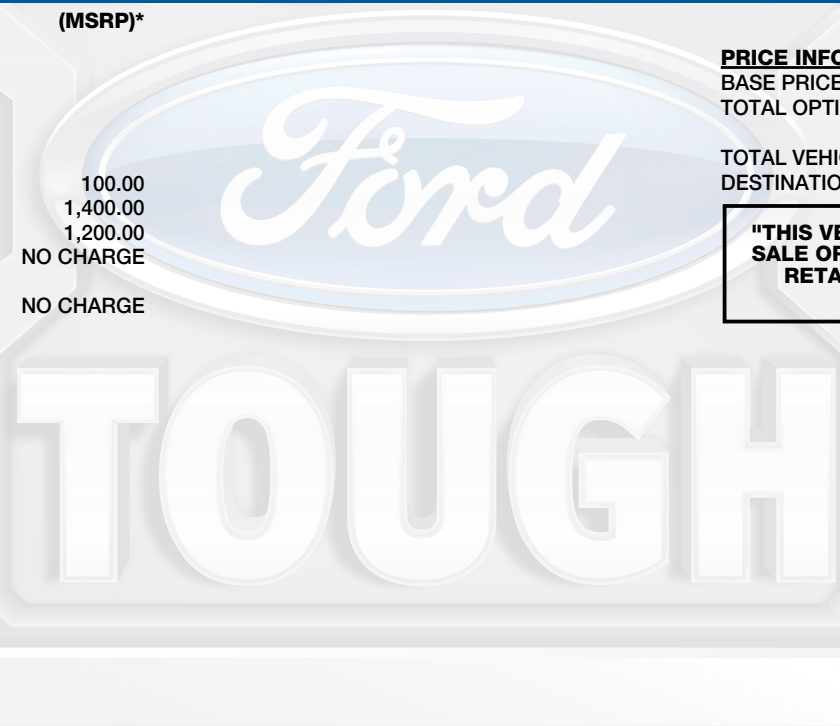 (MSRP)*
100.00
1,400.00
1,200.00
NO CHARGE
NO CHARGE
PRICE INFO
BASE PRICE
TOTAL OPTI
TOTAL VEHI
DESTINATIO
"THIS VE
SALE OF
RETA
Ford
TOUGH